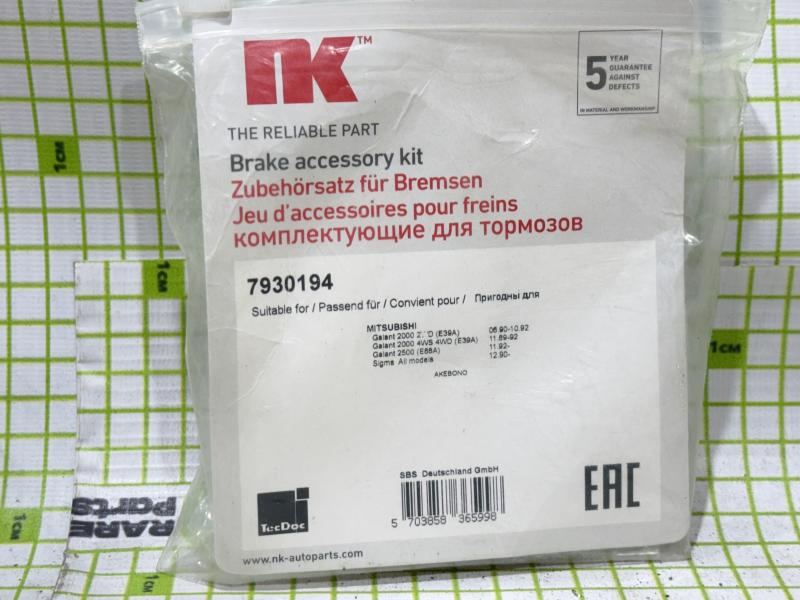 NK™
5 YEAR GUARANTEE AGAINST DEFECTS
IN MATERIAL AND WORKMANSHIP
THE RELIABLE PART
Brake accessory kit
Zubehörsatz für Bremsen
Jeu d'accessoires pour freins
комплектующие для тормозов
7930194
Suitable for / Passend für / Convient pour / Пригодны для
MITSUBISHI
Galant 2000 (E39A) 06.90-10.92
Galant 2000 4WS 4WD (E39A) 11.89-92
Galant 2500 (E88A) 11.92-
Sigma All models 12.90-
AKEBONO
SBS Deutschland GmbH
5 703858 365998
EAC
TecDoc
www.nk-autoparts.com
1СМ
1СМ
1СМ
1СМ
1СМ
RARE
Parts